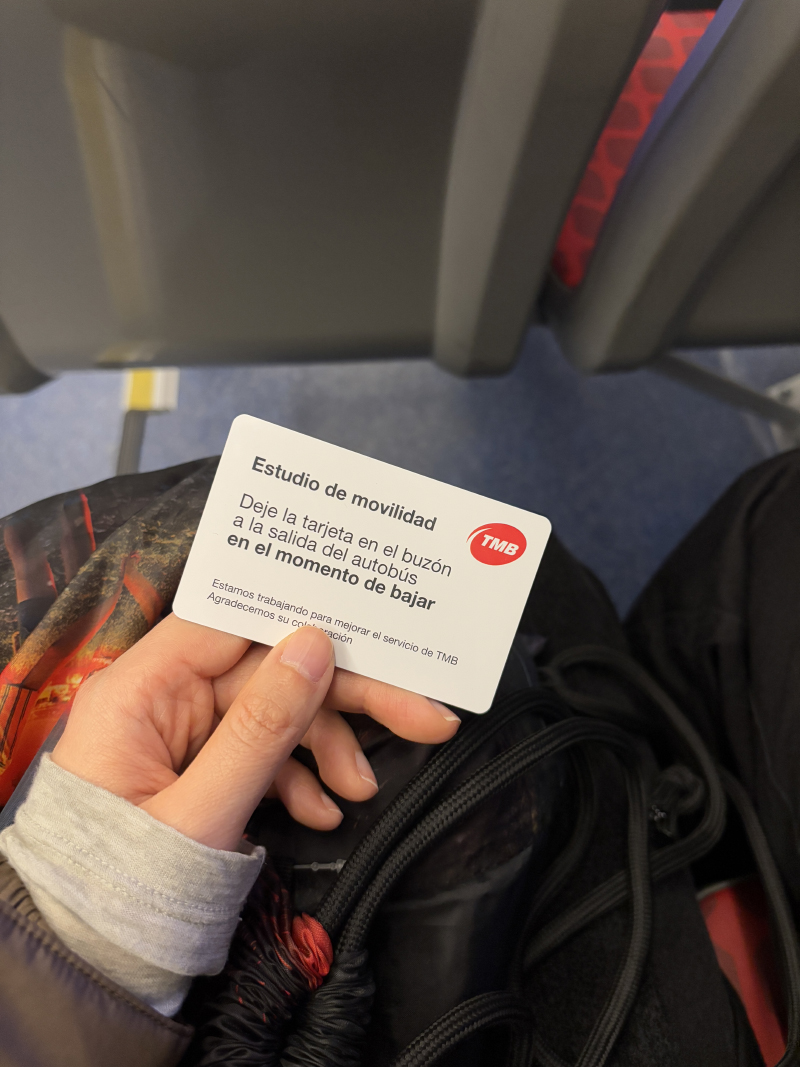 Estudio de movilidad
Deje la tarjeta en el buzón
a la salida del autobús
en el momento de bajar
TMB
Estamos trabajando para mejorar el servicio de TMB
Agradecemos su colaboración